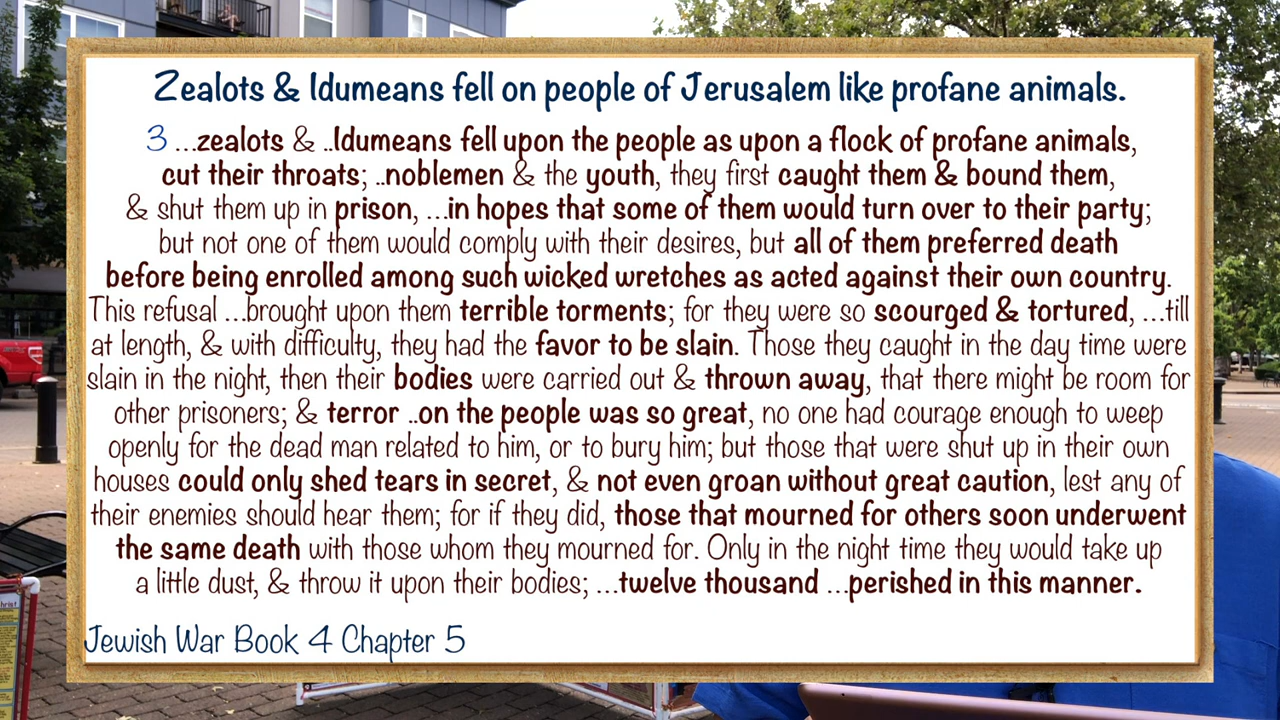 Zealots & Idumeans fell on people of Jerusalem like profane animals.
3 ...zealots & ..Idumeans fell upon the people as upon a flock of profane animals,
cut their throats; ..noblemen & the youth, they first caught them & bound them,
& shut them up in prison, ...in hopes that some of them would turn over to their party;
but not one of them would comply with their desires, but all of them preferred death
before being enrolled among such wicked wretches as acted against their own country.
This refusal ...brought upon them terrible torments; for they were so scourged & tortured, ...till
at length, & with difficulty, they had the favor to be slain. Those they caught in the day time were
slain in the night, then their bodies were carried out & thrown away, that there might be room for
other prisoners; & terror ..on the people was so great, no one had courage enough to weep
openly for the dead man related to him, or to bury him; but those that were shut up in their own
houses could only shed tears in secret, & not even groan without great caution, lest any of
their enemies should hear them; for if they did, those that mourned for others soon underwent
the same death with those whom they mourned for. Only in the night time they would take up
a little dust, & throw it upon their bodies; ...twelve thousand ...perished in this manner.
Jewish War Book 4 Chapter 5